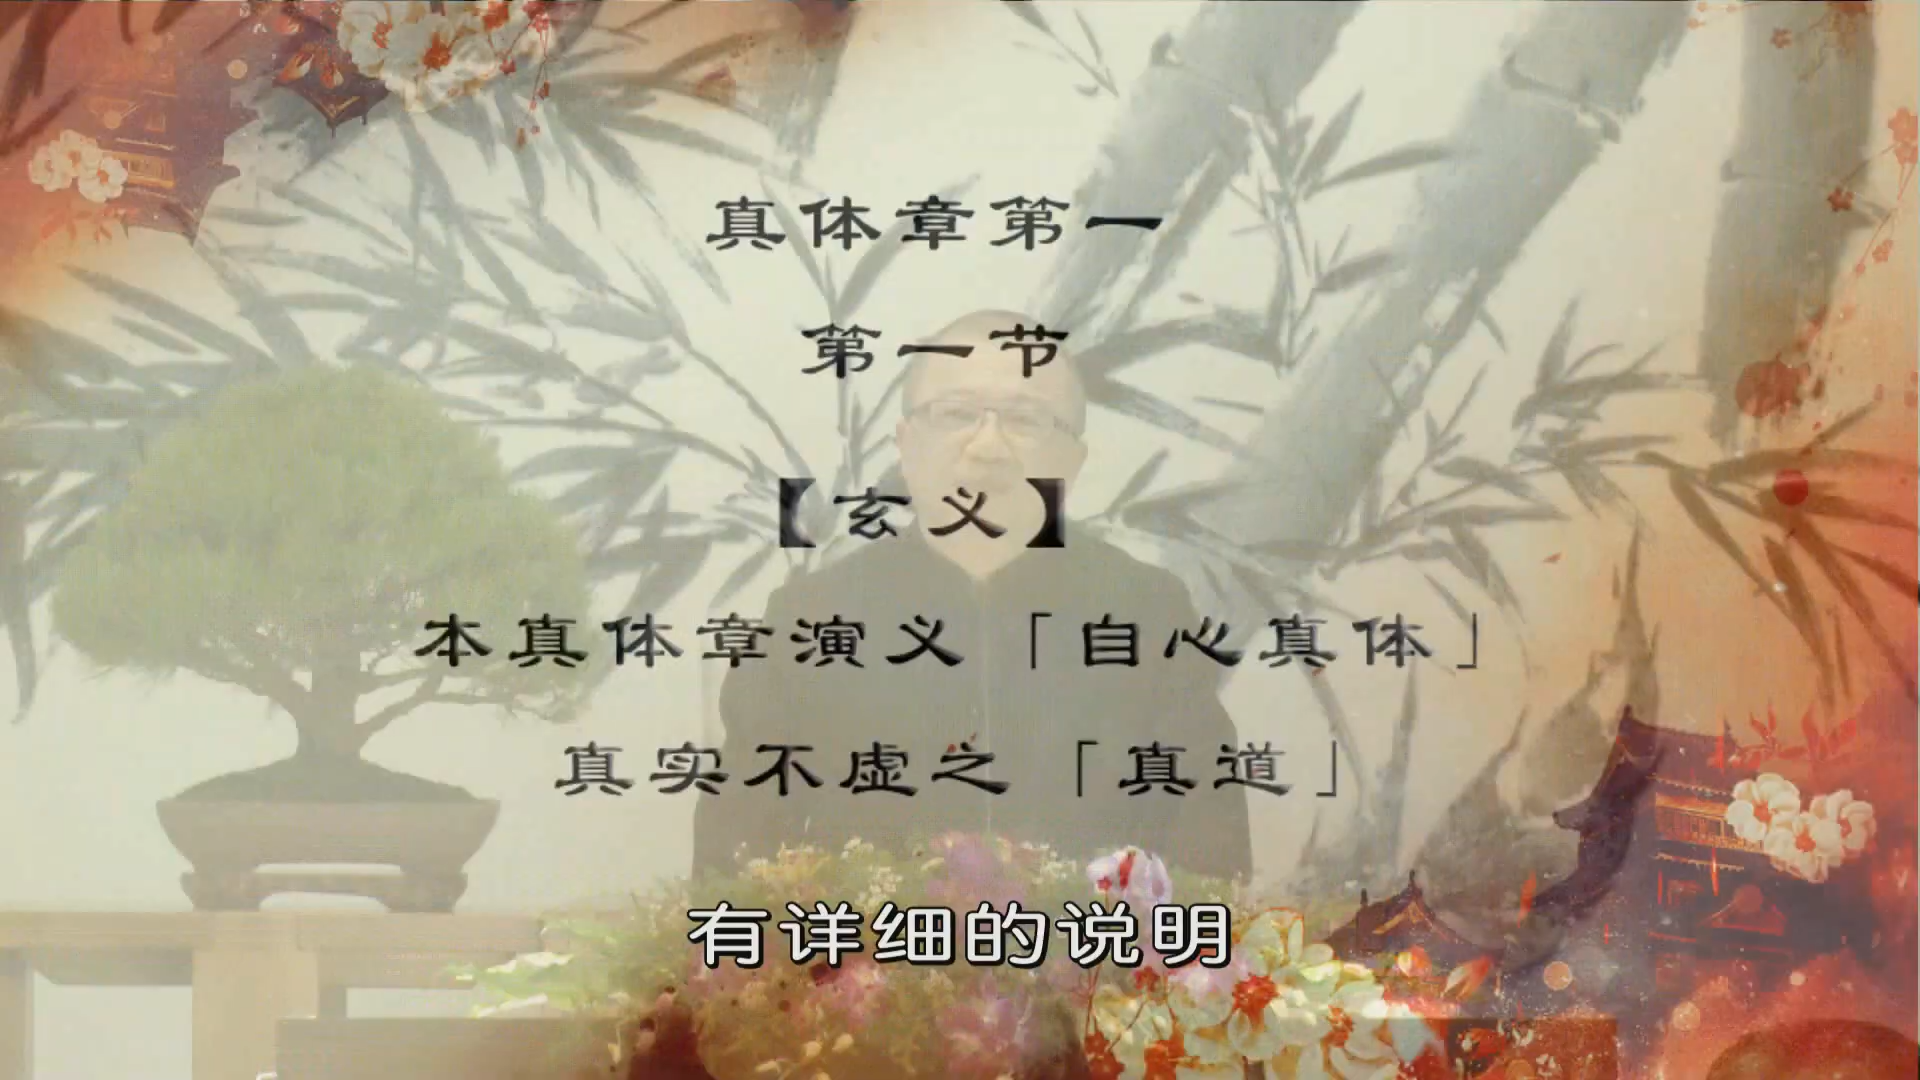 真体章第一
第一节
【玄义】
本真体章演义「自心真体」
真实不虚之「真道」
有详细的说明